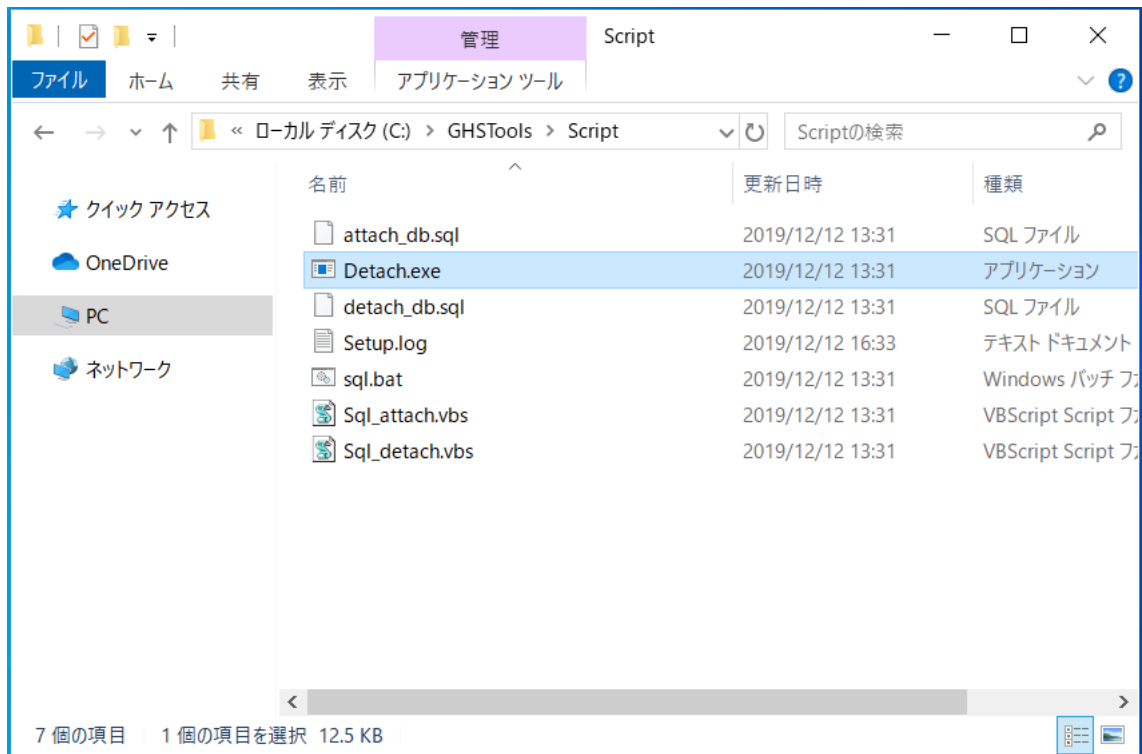 管理 Script
ファイル ホーム 共有 表示 アプリケーション ツール ?
« ローカル ディスク (C:) > GHSTools > Script Scriptの検索
クイック アクセス
OneDrive
PC
ネットワーク
名前 更新日時 種類
attach_db.sql 2019/12/12 13:31 SQL ファイル
Detach.exe 2019/12/12 13:31 アプリケーション
detach_db.sql 2019/12/12 13:31 SQL ファイル
Setup.log 2019/12/12 16:33 テキスト ドキュメント
sql.bat 2019/12/12 13:31 Windows バッチ ファ
Sql_attach.vbs 2019/12/12 13:31 VBScript Script ファ
Sql_detach.vbs 2019/12/12 13:31 VBScript Script ファ
7 個の項目 1 個の項目を選択 12.5 KB